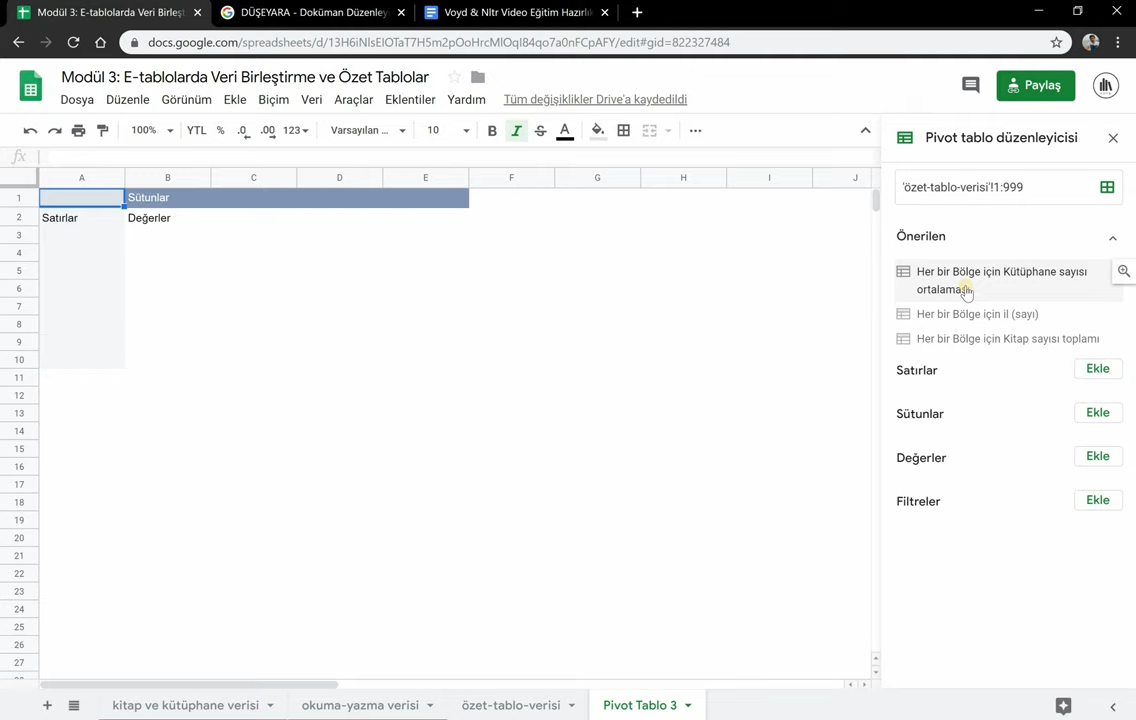 Modül 3: E-tablolarda Veri Birleşt
DÜŞEYARA - Doküman Düzenley
Voyd & Nltr Video Eğitim Hazırlık
docs.google.com/spreadsheets/d/13H6iNlsEIOTaT7H5m2pOoHrcMlOql84qo7a0nFCpAFY/edit#gid=822327484
Modül 3: E-tablolarda Veri Birleştirme ve Özet Tablolar
Dosya Düzenle Görünüm Ekle Biçim Veri Araçlar Eklentiler Yardım Tüm değişiklikler Drive'a kaydedildi
Paylaş
100% YTL % .0 .00 123 Varsayılan ... 10 B I S A
fx
Pivot tablo düzenleyicisi
'özet-tablo-verisi'!1:999
Önerilen
Her bir Bölge için Kütüphane sayısı
ortalaması
Her bir Bölge için il (sayı)
Her bir Bölge için Kitap sayısı toplamı
Satırlar Ekle
Sütunlar Ekle
Değerler Ekle
Filtreler Ekle
A B C D E F G H I J
1 Sütunlar
2 Satırlar Değerler
3
4
5
6
7
8
9
10
11
12
13
14
15
16
17
18
19
20
21
22
23
24
25
26
27
kitap ve kütüphane verisi okuma-yazma verisi özet-tablo-verisi Pivot Tablo 3